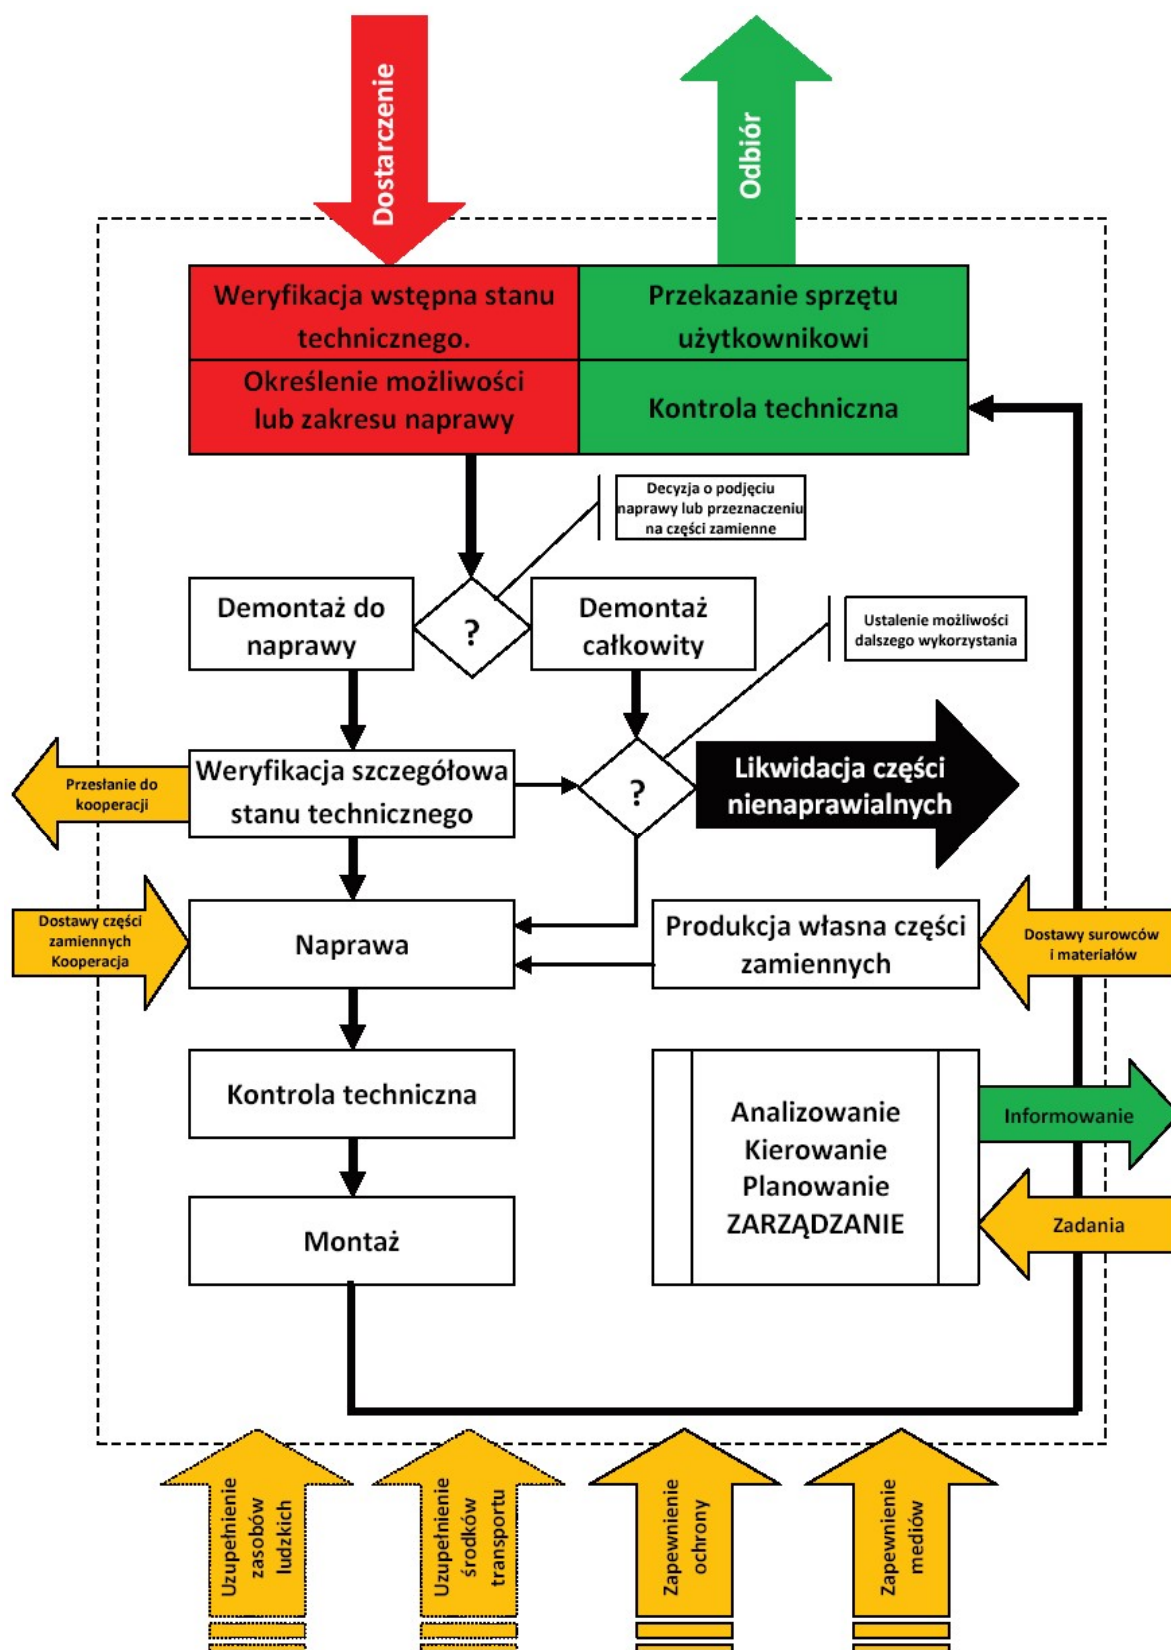 Dostarczenie
Odbiór
Weryfikacja wstępna stanu
technicznego.
Przekazanie sprzętu
użytkownikowi
Określenie możliwości
lub zakresu naprawy
Kontrola techniczna
Decyzja o podjęciu
naprawy lub przeznaczeniu
na części zamienne
Demontaż do
naprawy
?
Demontaż
całkowity
Ustalenie możliwości
dalszego wykorzystania
Przesłanie do
kooperacji
Weryfikacja szczegółowa
stanu technicznego
?
Likwidacja części
nienaprawialnych
Dostawy części
zamiennych
Kooperacja
Naprawa
Produkcja własna części
zamiennych
Dostawy surowców
i materiałów
Kontrola techniczna
Analizowanie
Kierowanie
Planowanie
ZARZĄDZANIE
Informowanie
Zadania
Montaż
Uzupełnienie
zasobów
ludzkich
Uzupełnienie
środków
transportu
Zapewnienie
ochrony
Zapewnienie
mediów